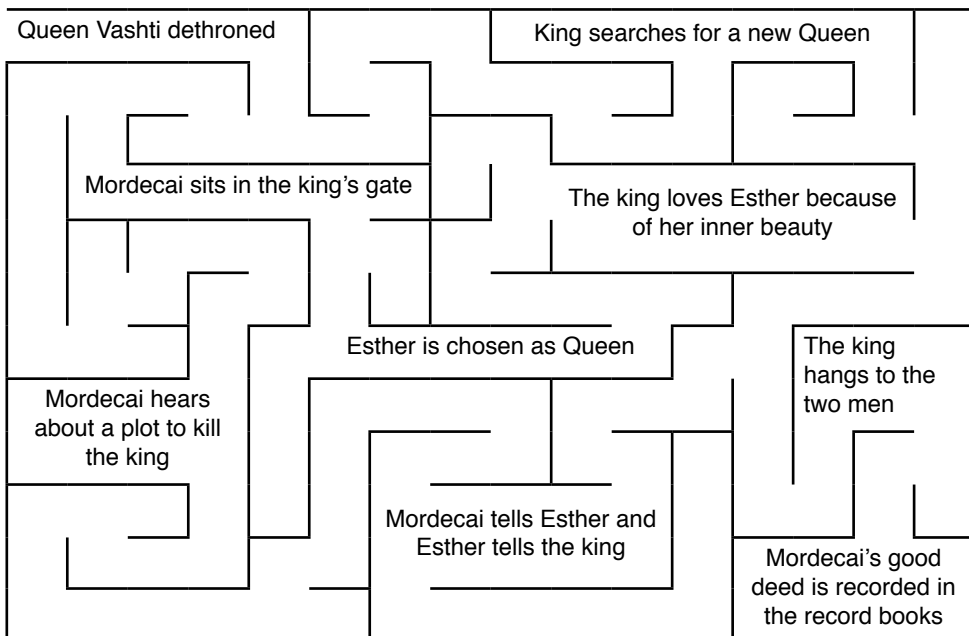 Queen Vashti dethroned
King searches for a new Queen
Mordecai sits in the king's gate
The king loves Esther because
of her inner beauty
Esther is chosen as Queen
The king
hangs to the
two men
Mordecai hears
about a plot to kill
the king
Mordecai tells Esther and
Esther tells the king
Mordecai's good
deed is recorded in
the record books